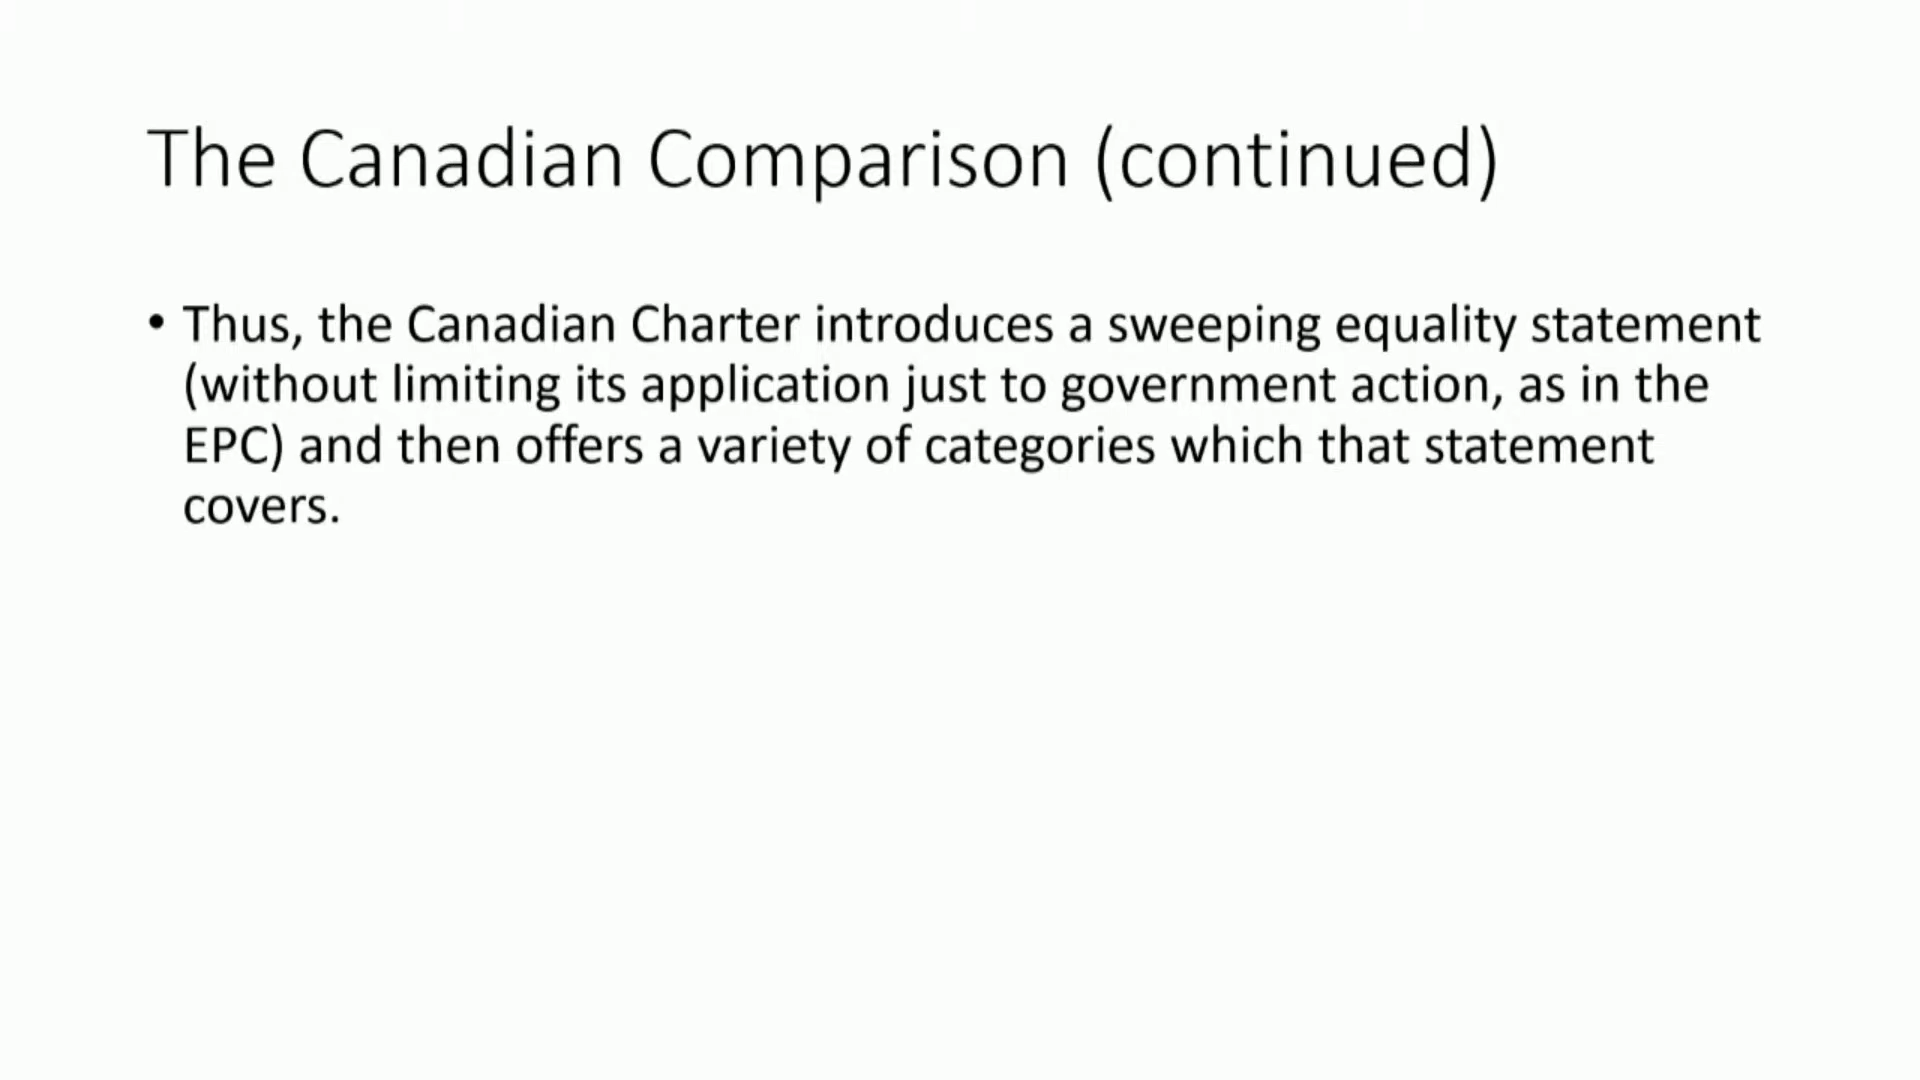 The Canadian Comparison (continued)
• Thus, the Canadian Charter introduces a sweeping equality statement
(without limiting its application just to government action, as in the
EPC) and then offers a variety of categories which that statement
covers.